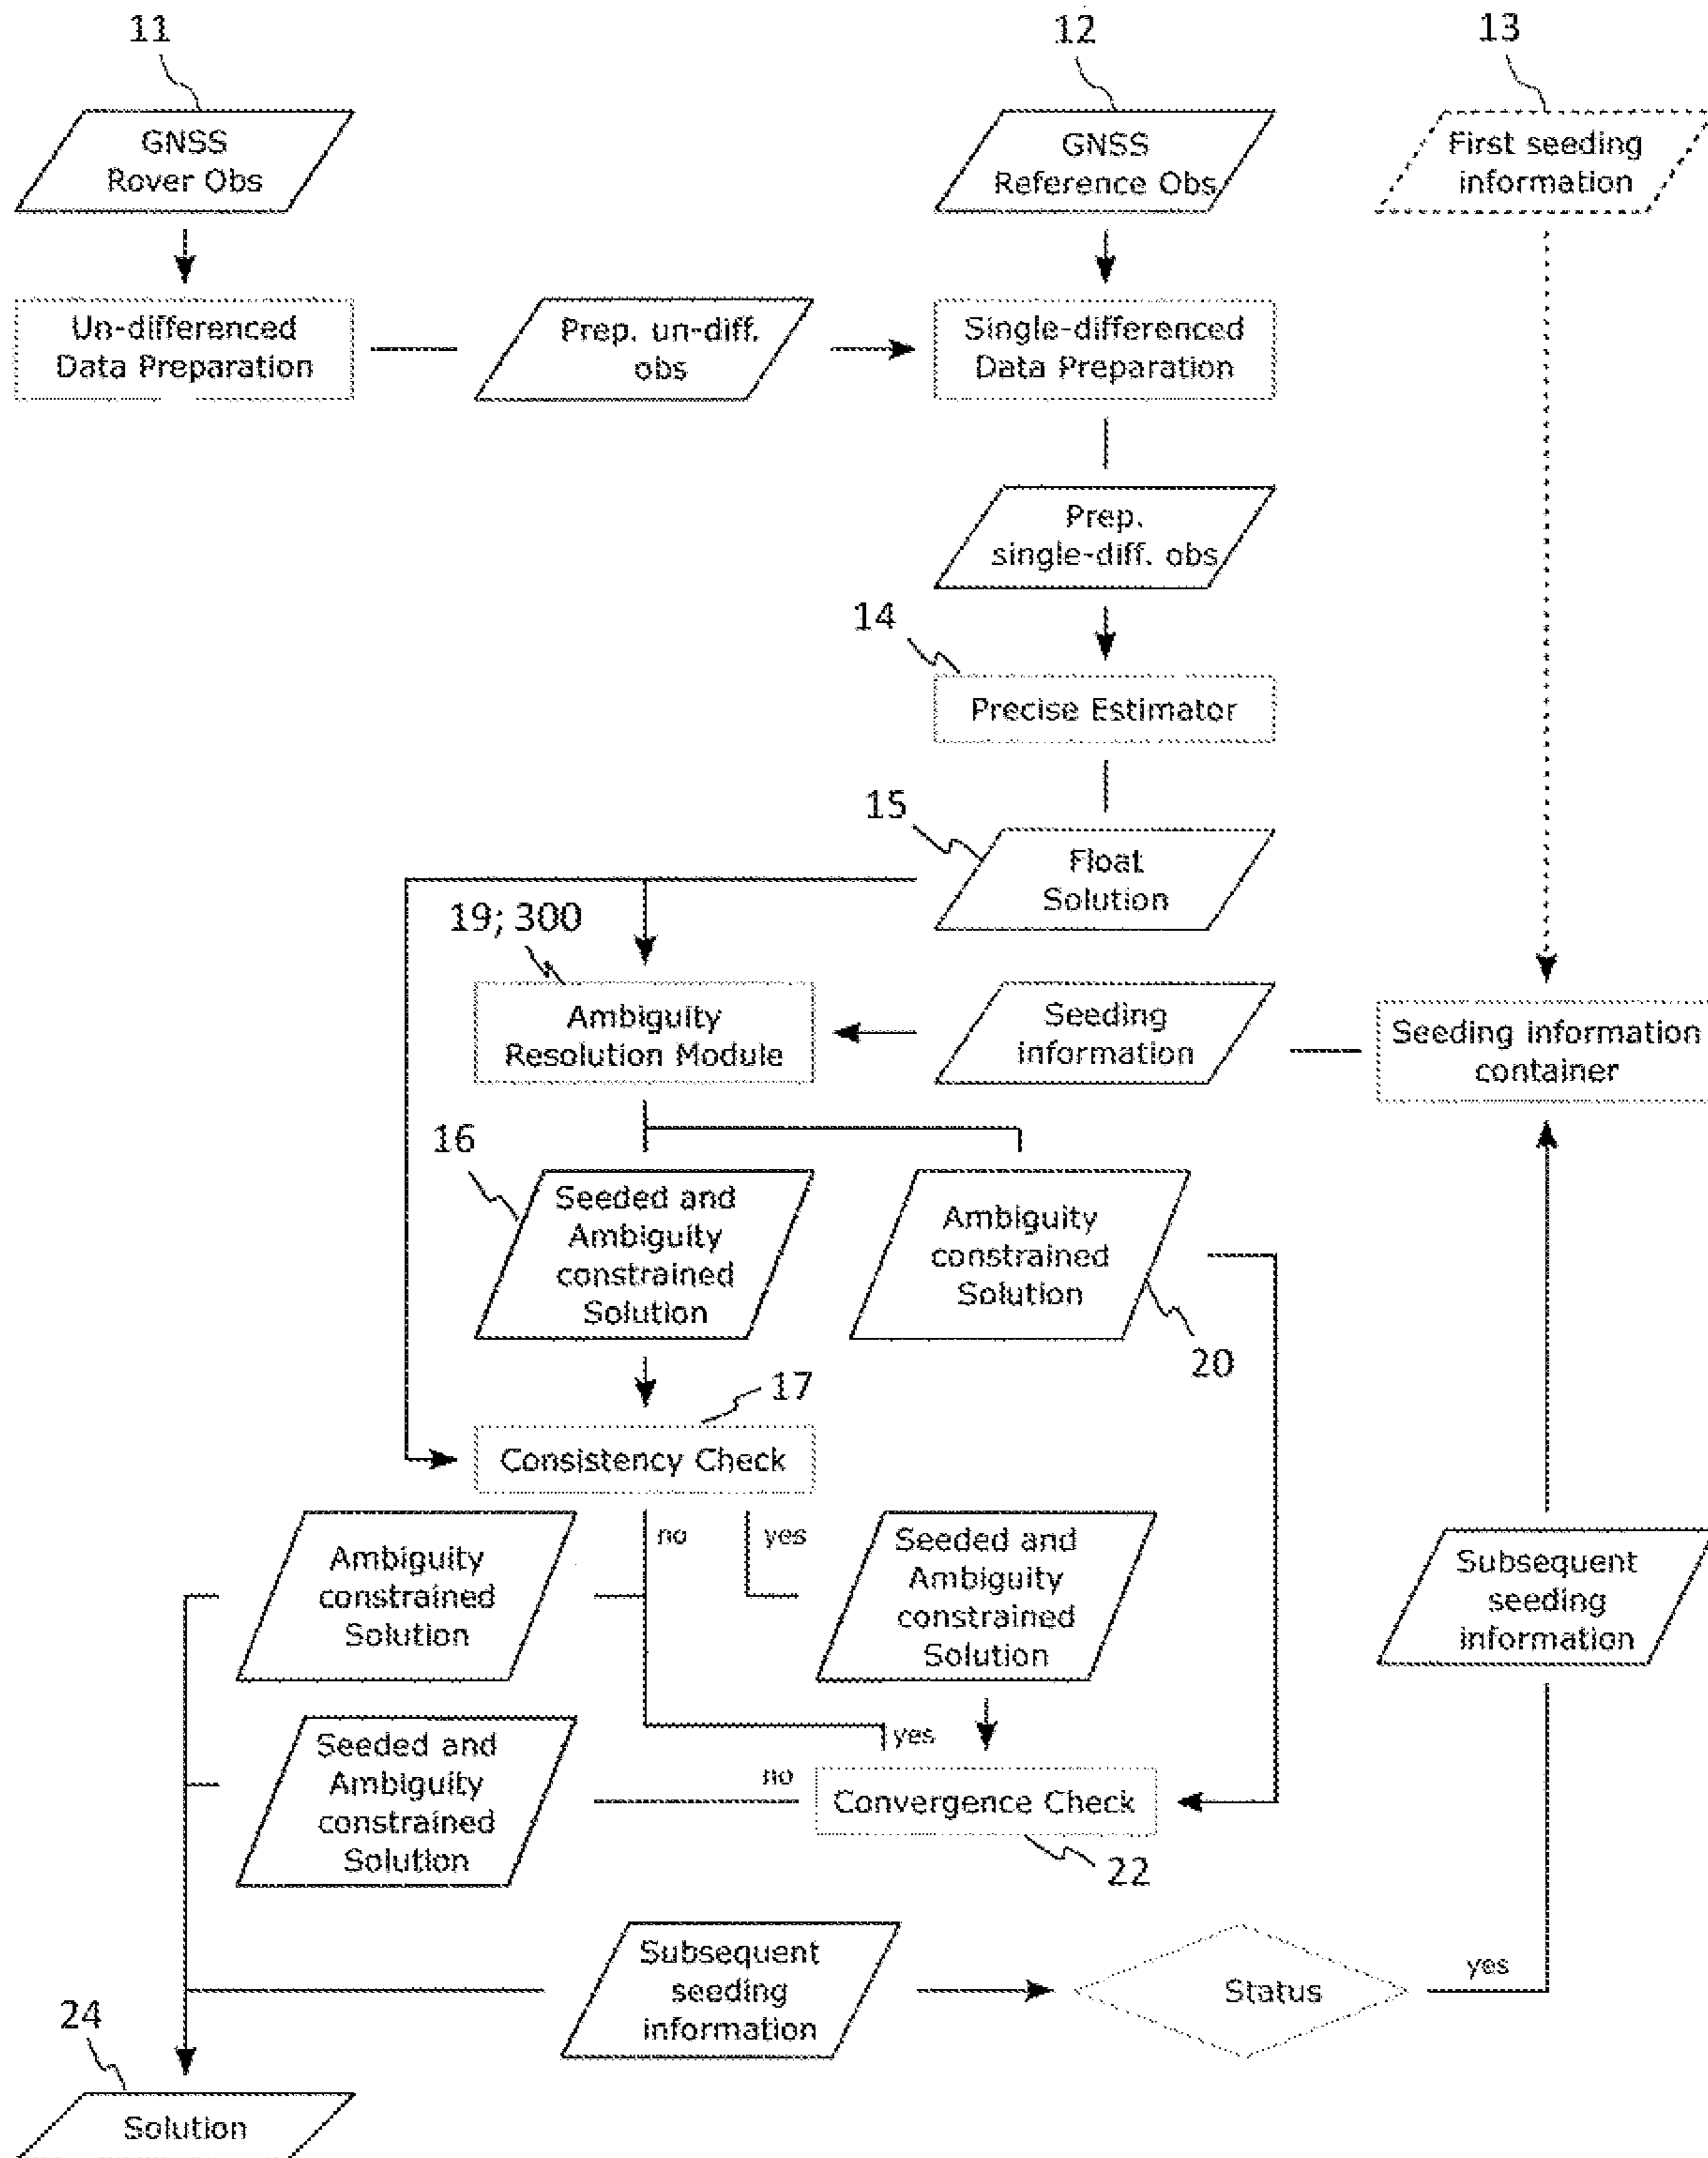 11
12
13
GNSS
Rover Obs
GNSS
Reference Obs
First seeding
information
Un-differenced
Data Preparation
Prep. un-diff.
obs
Single-differenced
Data Preparation
Prep.
single-diff. obs
14
Precise Estimator
15
Float
Solution
19; 300
Ambiguity
Resolution Module
Seeding
information
Seeding information
container
16
Seeded and
Ambiguity
constrained
Solution
Ambiguity
constrained
Solution
20
17
Consistency Check
no
yes
Ambiguity
constrained
Solution
Seeded and
Ambiguity
constrained
Solution
Subsequent
seeding
information
yes
Seeded and
Ambiguity
constrained
Solution
no
Convergence Check
22
Subsequent
seeding
information
Status
yes
24
Solution